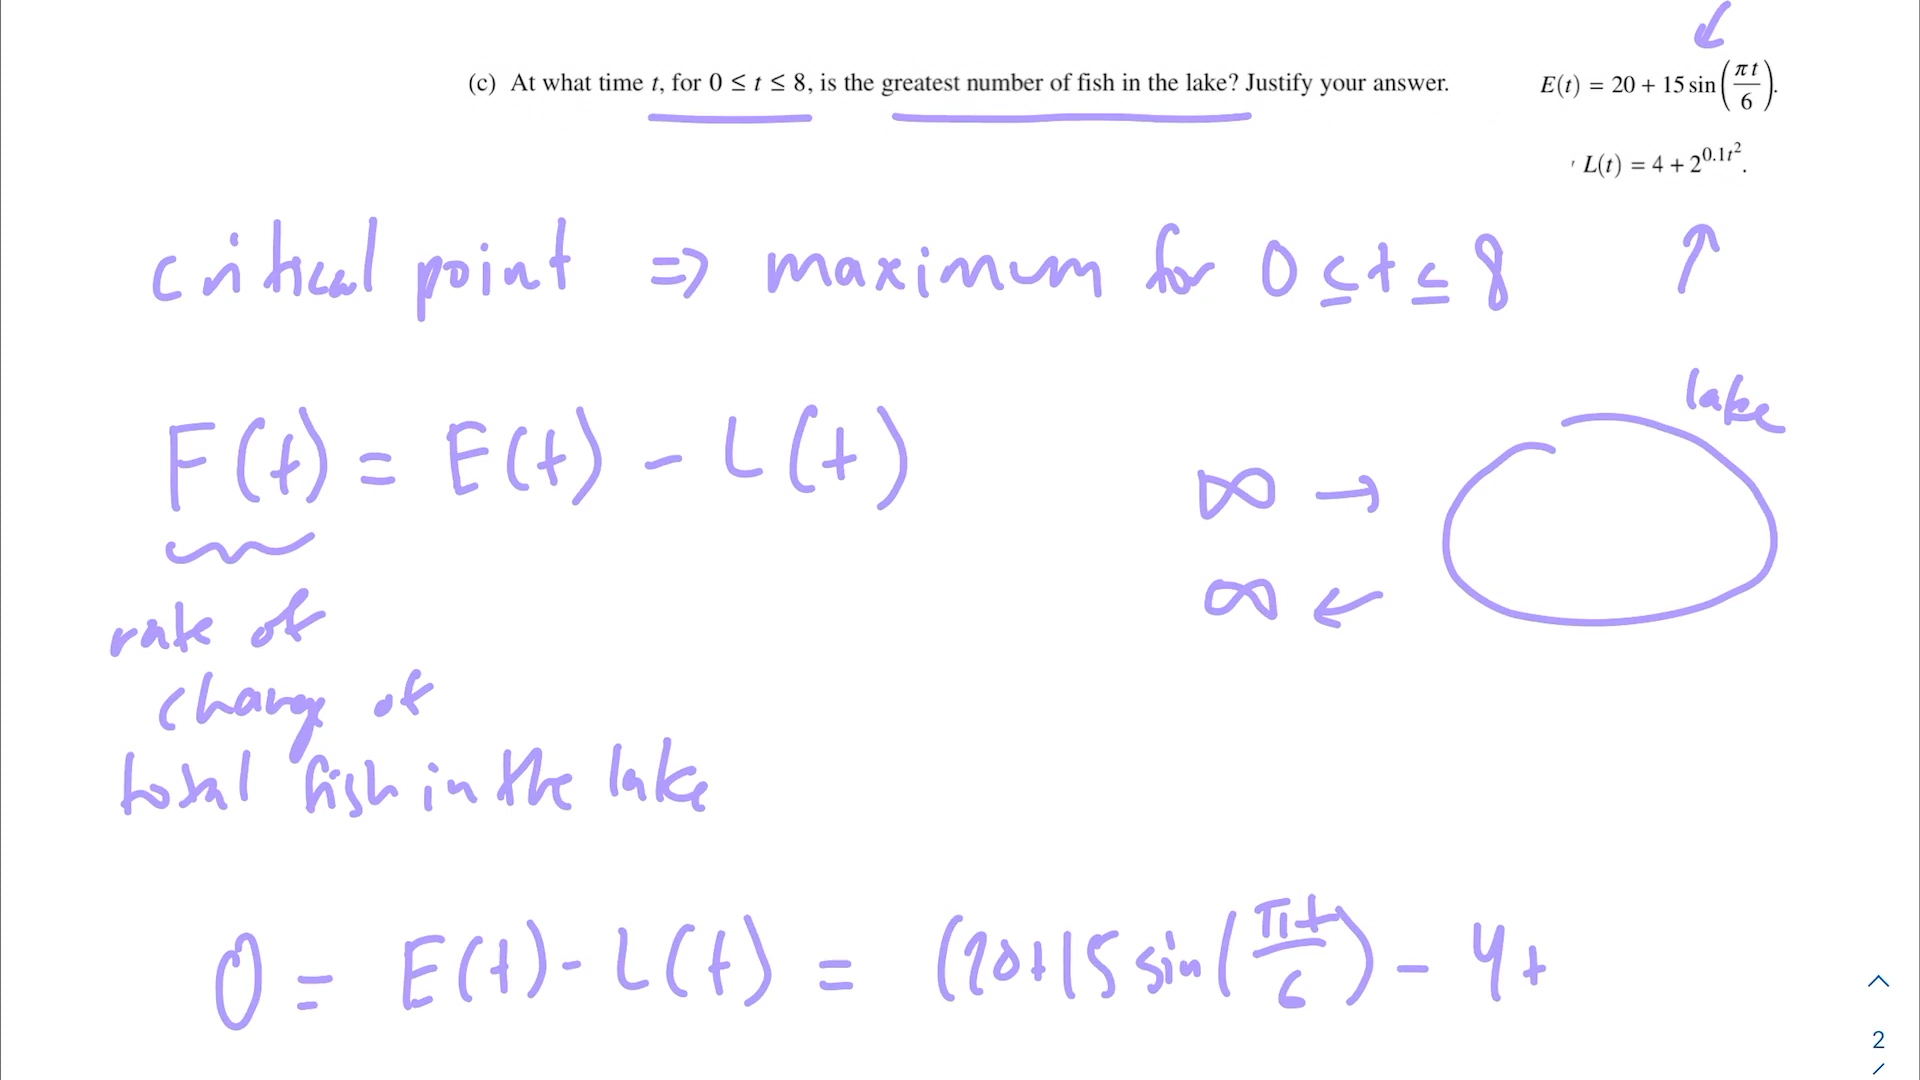 (c) At what time t, for 0 ≤ t ≤ 8, is the greatest number of fish in the lake? Justify your answer.
E(t) = 20 + 15 sin(πt/6).
L(t) = 4 + 2^{0.1t²}.
critical point ⇒ maximum for 0 ≤ t ≤ 8
lake
F(t) = E(t) - L(t)
rate of
change of
total fish in the lake
0 = E(t) - L(t) = (20+15 sin(πt/6) - 4 +
2